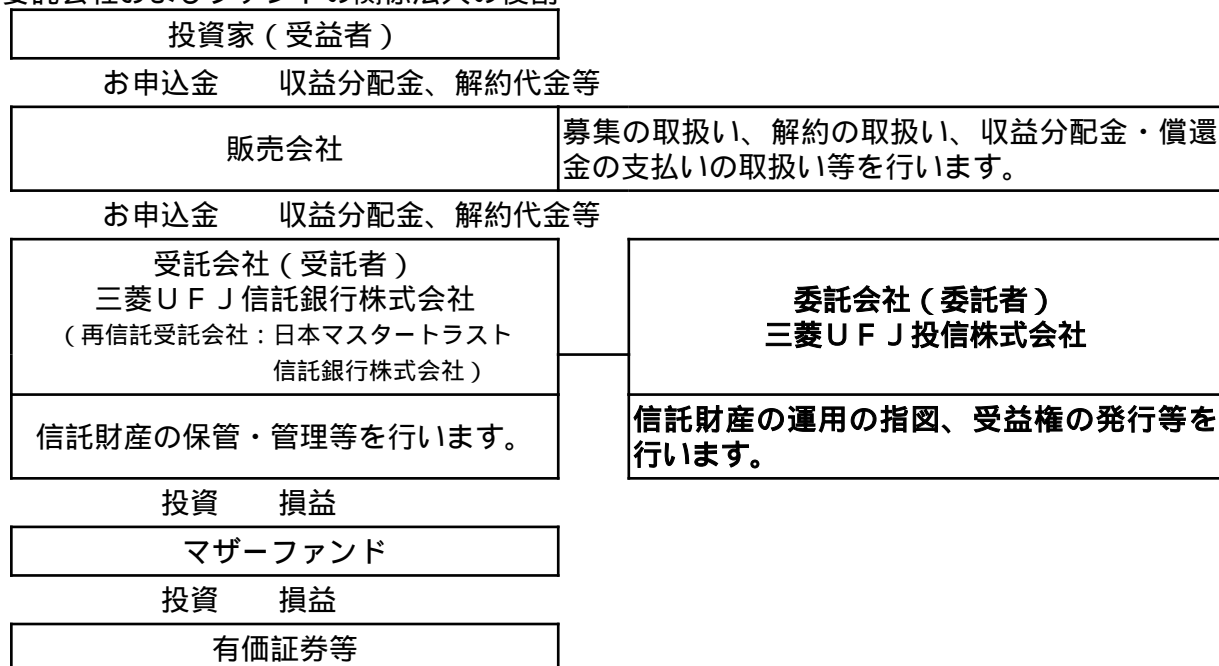 投資家（受益者）
お申込金　　収益分配金、解約代金等
販売会社
募集の取扱い、解約の取扱い、収益分配金・償還
金の支払いの取扱い等を行います。
お申込金　　収益分配金、解約代金等
受託会社（受託者）
三菱ＵＦＪ信託銀行株式会社
（再信託受託会社：日本マスタートラスト
信託銀行株式会社）
委託会社（委託者）
三菱ＵＦＪ投信株式会社
信託財産の保管・管理等を行います。
信託財産の運用の指図、受益権の発行等を
行います。
投資　　損益
マザーファンド
投資　　損益
有価証券等